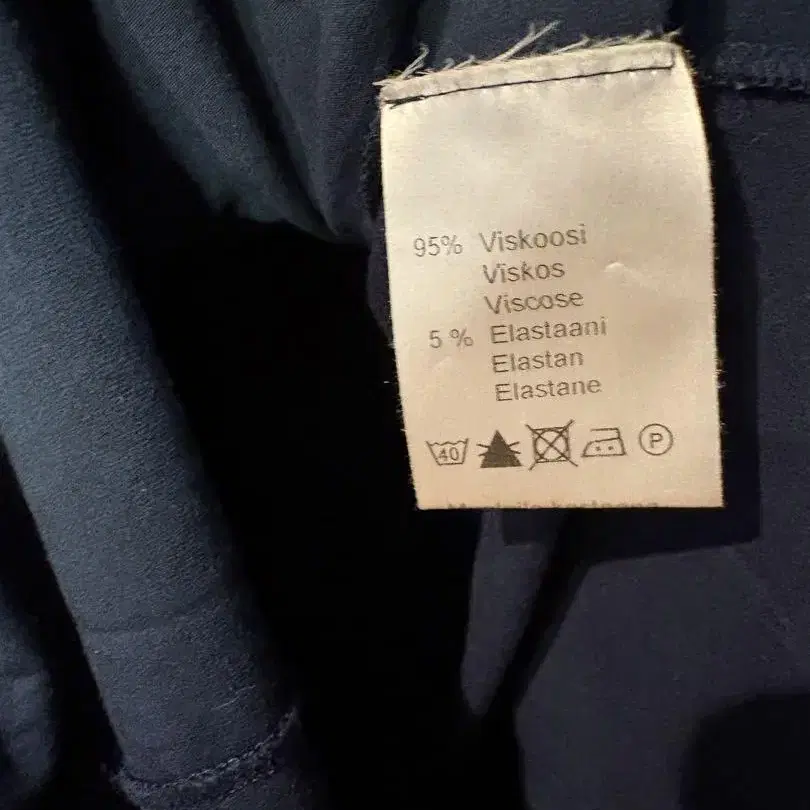 95% Viskoosi
Viskos
Viscose
5 % Elastaani
Elastan
Elastane
40 P